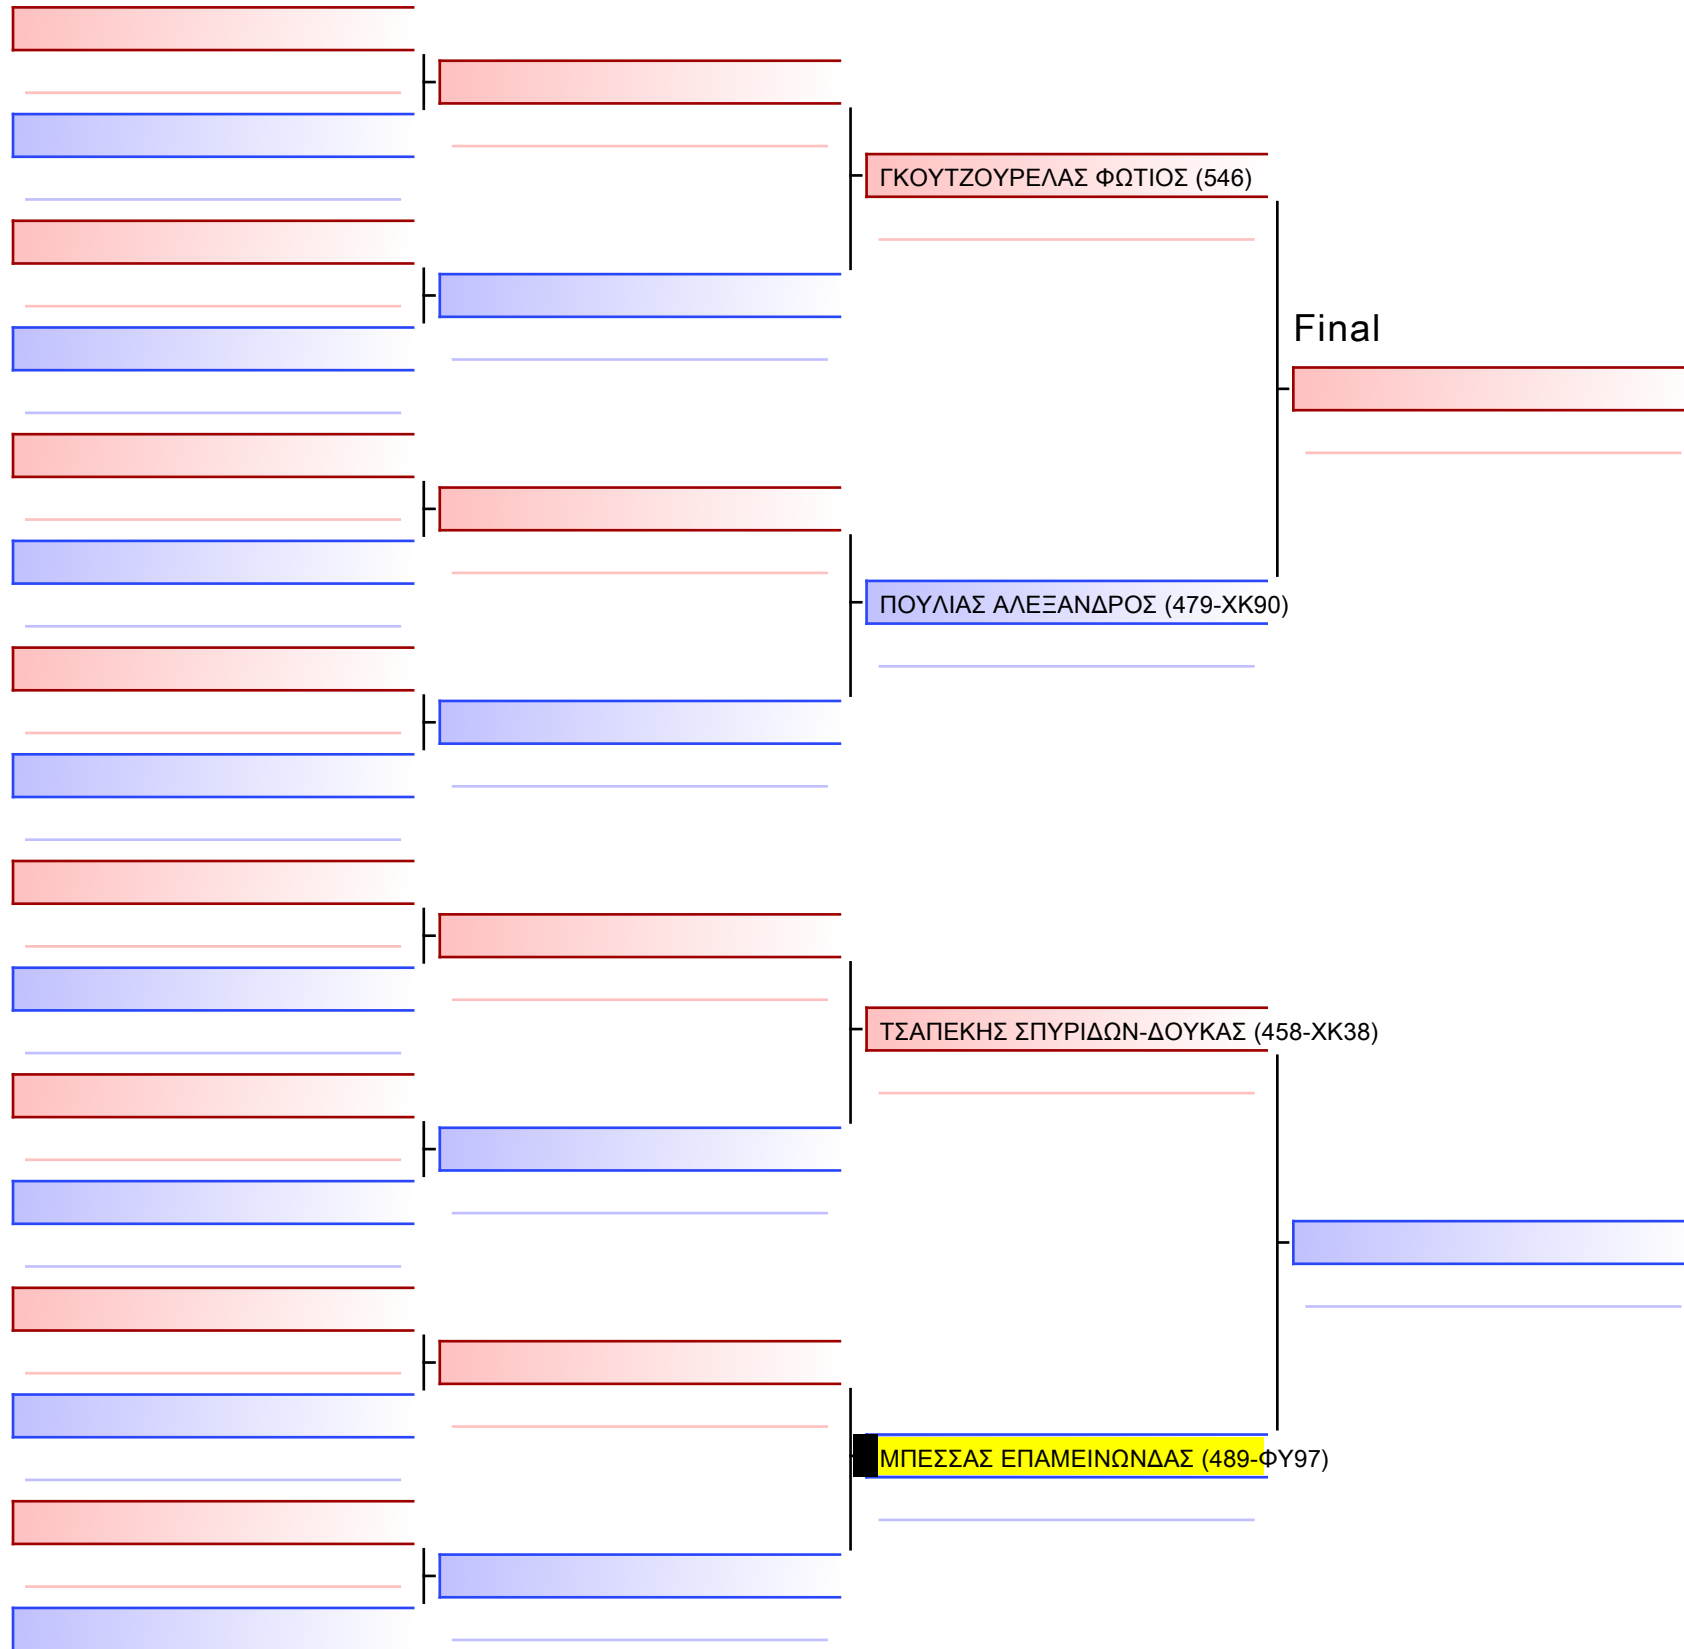 ΓΚΟΥΤΖΟΥΡΕΛΑΣ ΦΩΤΙΟΣ (546)
Final
ΠΟΥΛΙΑΣ ΑΛΕΞΑΝΔΡΟΣ (479-ΧΚ90)
ΤΣΑΠΕΚΗΣ ΣΠΥΡΙΔΩΝ-ΔΟΥΚΑΣ (458-ΧΚ38)
ΜΠΕΣΣΑΣ ΕΠΑΜΕΙΝΩΝΔΑΣ (489-ΦΥ97)